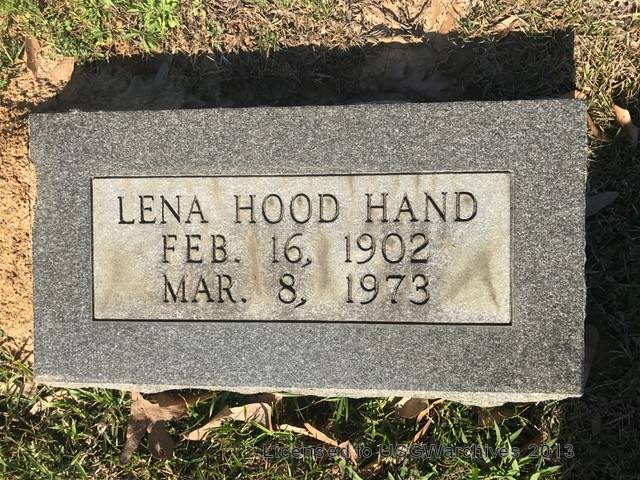 LENA HOOD HAND
FEB. 16, 1902
MAR. 8, 1973
Licensed to USGWarchives 2013